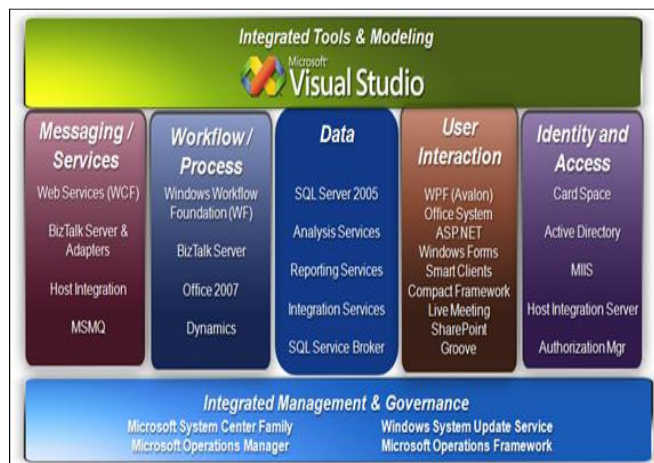 Integrated Tools & Modeling
Microsoft
Visual Studio
Messaging /
Services
Web Services (WCF)
BizTalk Server &
Adapters
Host Integration
MSMQ
Workflow /
Process
Windows Workflow
Foundation (WF)
BizTalk Server
Office 2007
Dynamics
Data
SQL Server 2005
Analysis Services
Reporting Services
Integration Services
SQL Service Broker
User
Interaction
WPF (Avalon)
Office System
ASP.NET
Windows Forms
Smart Clients
Compact Framework
Live Meeting
SharePoint
Groove
Identity and
Access
Card Space
Active Directory
MIIS
Host Integration Server
Authorization Mgr
Integrated Management & Governance
Microsoft System Center Family
Microsoft Operations Manager
Windows System Update Service
Microsoft Operations Framework